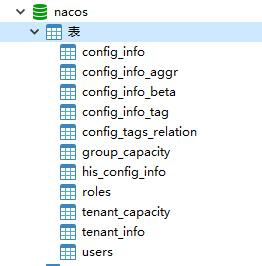 nacos
表
config_info
config_info_aggr
config_info_beta
config_info_tag
config_tags_relation
group_capacity
his_config_info
roles
tenant_capacity
tenant_info
users